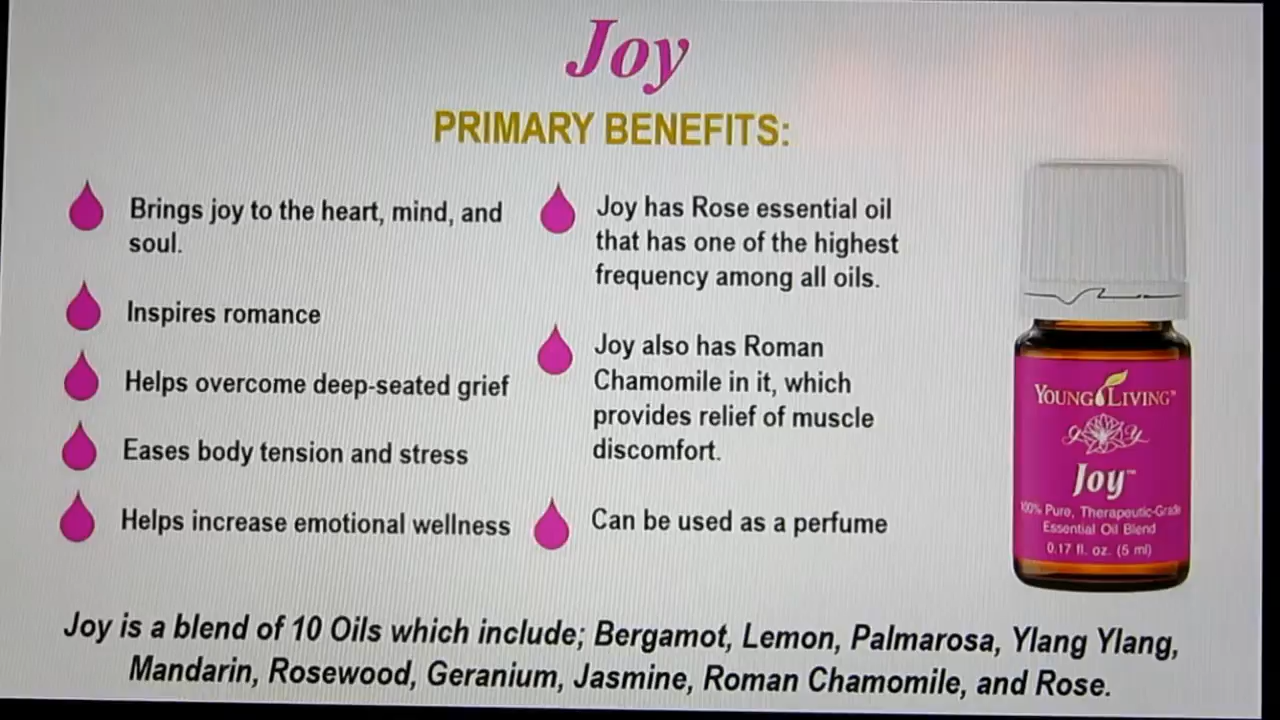 Joy
PRIMARY BENEFITS:
Brings joy to the heart, mind, and
soul.
Inspires romance
Helps overcome deep-seated grief
Eases body tension and stress
Helps increase emotional wellness
Joy has Rose essential oil
that has one of the highest
frequency among all oils.
Joy also has Roman
Chamomile in it, which
provides relief of muscle
discomfort.
Can be used as a perfume
YOUNG LIVING™
Joy™
100% Pure, Therapeutic-Grade
Essential Oil Blend
0.17 fl. oz. (5 ml)
Joy is a blend of 10 Oils which include; Bergamot, Lemon, Palmarosa, Ylang Ylang,
Mandarin, Rosewood, Geranium, Jasmine, Roman Chamomile, and Rose.